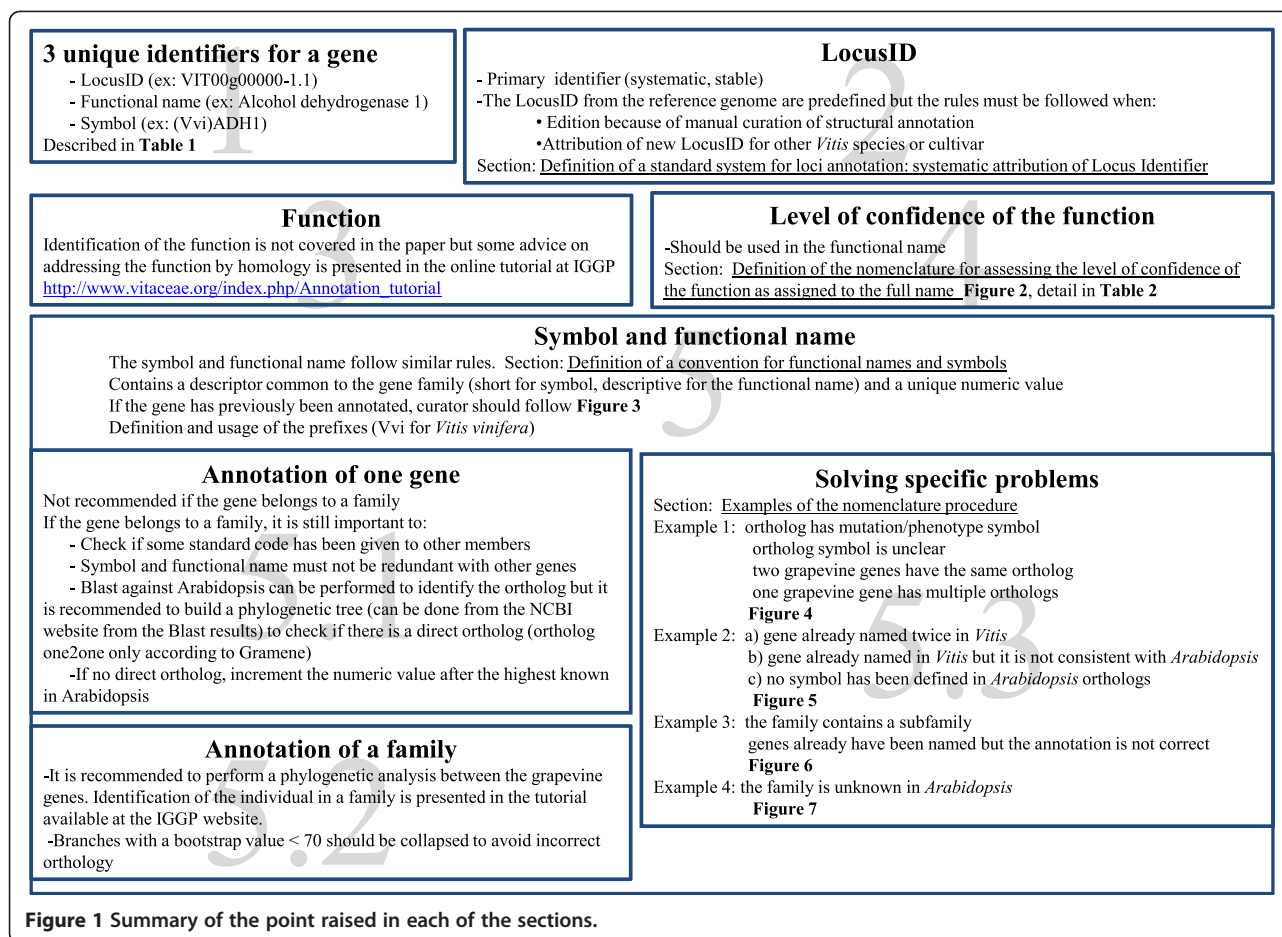 1
3 unique identifiers for a gene
- LocusID (ex: VIT00g00000-1.1)
- Functional name (ex: Alcohol dehydrogenase 1)
- Symbol (ex: (Vvi)ADH1)
Described in Table 1
2
LocusID
- Primary identifier (systematic, stable)
-The LocusID from the reference genome are predefined but the rules must be followed when:
• Edition because of manual curation of structural annotation
•Attribution of new LocusID for other Vitis species or cultivar
Section: Definition of a standard system for loci annotation: systematic attribution of Locus Identifier
3
Function
Identification of the function is not covered in the paper but some advice on
addressing the function by homology is presented in the online tutorial at IGGP
http://www.vitaceae.org/index.php/Annotation_tutorial
4
Level of confidence of the function
-Should be used in the functional name
Section: Definition of the nomenclature for assessing the level of confidence of
the function as assigned to the full name Figure 2, detail in Table 2
5
Symbol and functional name
The symbol and functional name follow similar rules. Section: Definition of a convention for functional names and symbols
Contains a descriptor common to the gene family (short for symbol, descriptive for the functional name) and a unique numeric value
If the gene has previously been annotated, curator should follow Figure 3
Definition and usage of the prefixes (Vvi for Vitis vinifera)
5.1
Annotation of one gene
Not recommended if the gene belongs to a family
If the gene belongs to a family, it is still important to:
- Check if some standard code has been given to other members
- Symbol and functional name must not be redundant with other genes
- Blast against Arabidopsis can be performed to identify the ortholog but it
is recommended to build a phylogenetic tree (can be done from the NCBI
website from the Blast results) to check if there is a direct ortholog (ortholog
one2one only according to Gramene)
-If no direct ortholog, increment the numeric value after the highest known
in Arabidopsis
5.2
Annotation of a family
-It is recommended to perform a phylogenetic analysis between the grapevine
genes. Identification of the individual in a family is presented in the tutorial
available at the IGGP website.
-Branches with a bootstrap value < 70 should be collapsed to avoid incorrect
orthology
5.3
Solving specific problems
Section: Examples of the nomenclature procedure
Example 1: ortholog has mutation/phenotype symbol
ortholog symbol is unclear
two grapevine genes have the same ortholog
one grapevine gene has multiple orthologs
Figure 4
Example 2: a) gene already named twice in Vitis
b) gene already named in Vitis but it is not consistent with Arabidopsis
c) no symbol has been defined in Arabidopsis orthologs
Figure 5
Example 3: the family contains a subfamily
genes already have been named but the annotation is not correct
Figure 6
Example 4: the family is unknown in Arabidopsis
Figure 7
Figure 1 Summary of the point raised in each of the sections.